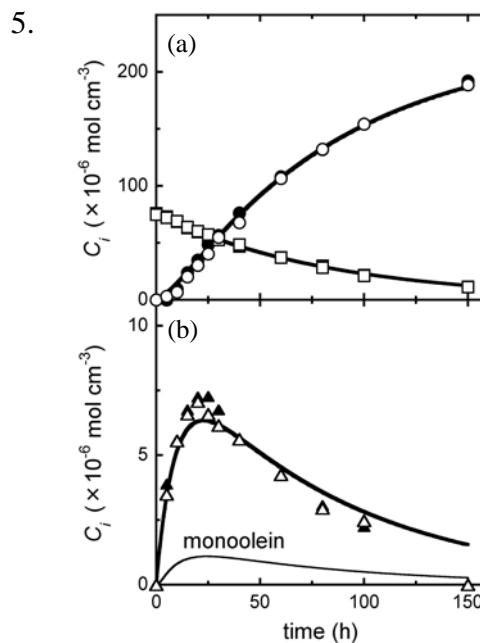 5.
(a)
200
100
0
C_i (×10⁻⁶ mol cm⁻³)
(b)
10
5
0
C_i (×10⁻⁶ mol cm⁻³)
monoolein
0 50 100 150
time (h)